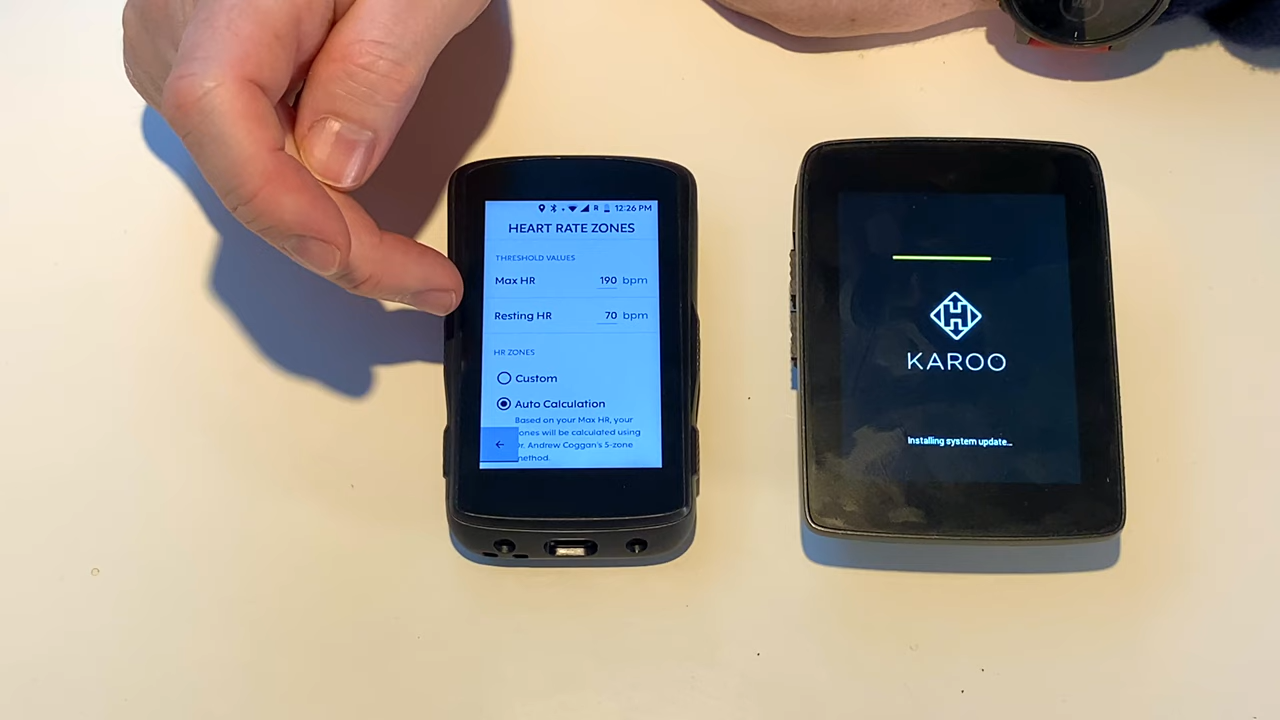 R 12:26 PM
HEART RATE ZONES
THRESHOLD VALUES
Max HR 190 bpm
Resting HR 70 bpm
HR ZONES
Custom
Auto Calculation
Based on your Max HR, your
ones will be calculated using
r. Andrew Coggan's 5-zone
method.
H
KAROO
Installing system update...